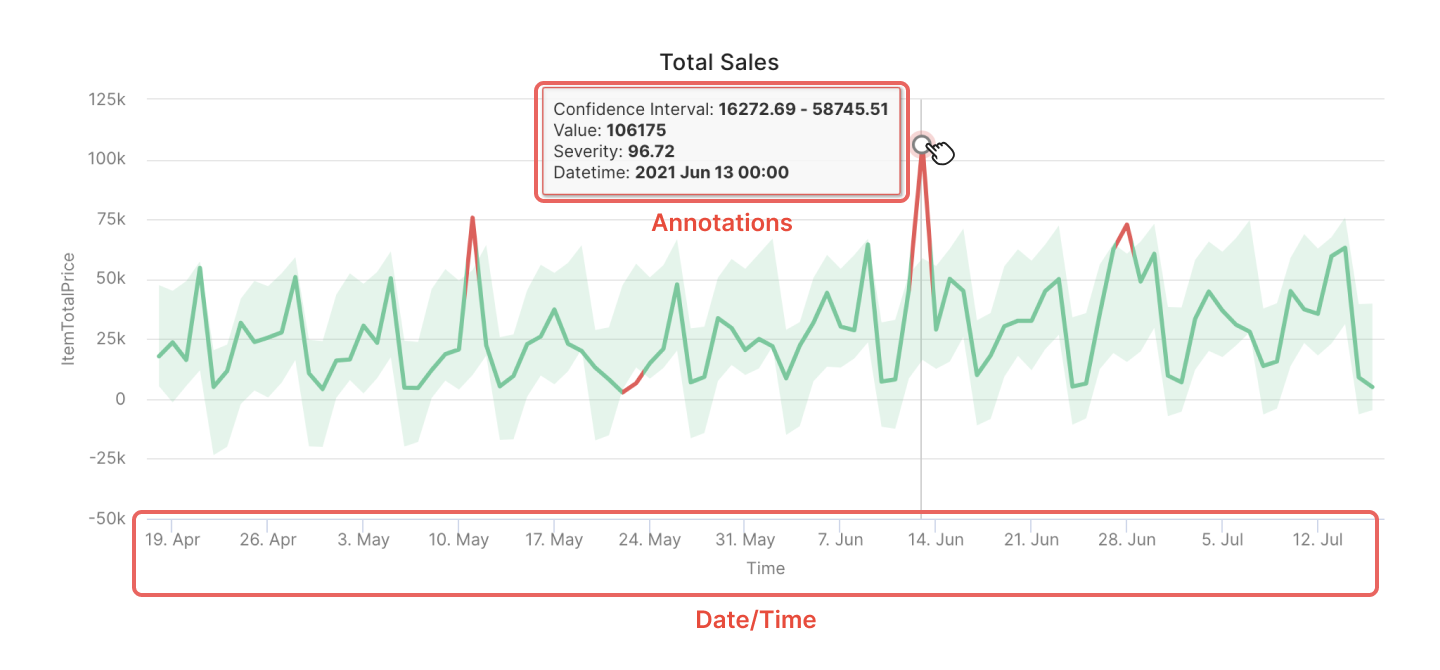 Total Sales
125k
100k
75k
50k
25k
0
-25k
-50k
ItemTotalPrice
Confidence Interval: 16272.69 - 58745.51
Value: 106175
Severity: 96.72
Datetime: 2021 Jun 13 00:00
Annotations
19. Apr 26. Apr 3. May 10. May 17. May 24. May 31. May 7. Jun 14. Jun 21. Jun 28. Jun 5. Jul 12. Jul
Time
Date/Time